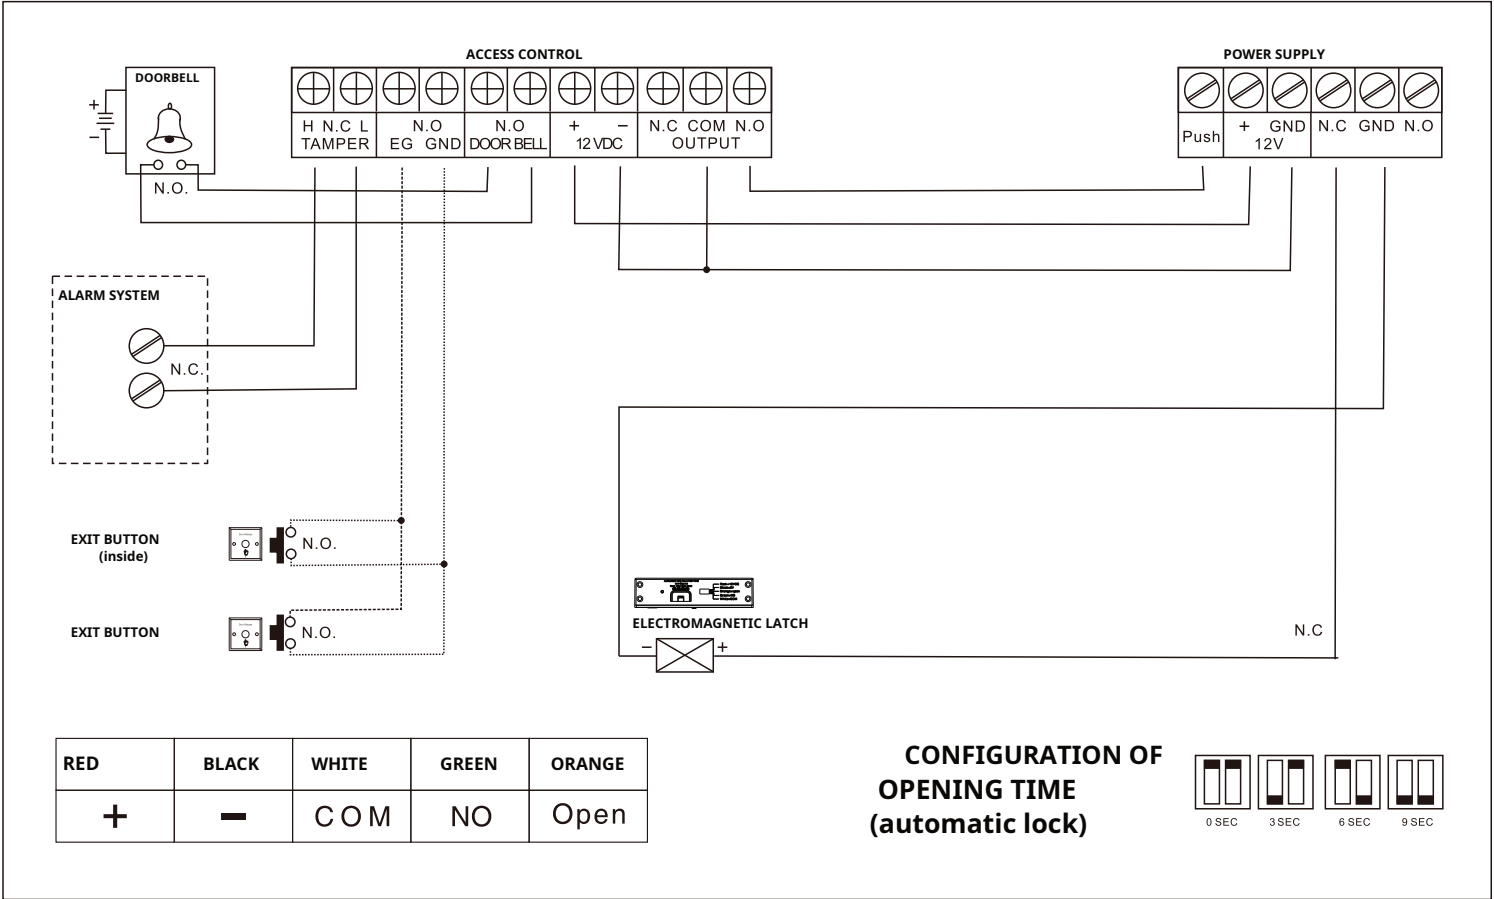 ACCESS CONTROL
POWER SUPPLY
DOORBELL
+
−
N.O.
H N.C L
TAMPER
N.O
EG GND
N.O
DOOR BELL
+ −
12 VDC
N.C COM N.O
OUTPUT
Push
+ GND
12V
N.C GND N.O
ALARM SYSTEM
N.C.
EXIT BUTTON
(inside)
N.O.
EXIT BUTTON
N.O.
ELECTROMAGNETIC LATCH
− +
N.C
RED BLACK WHITE GREEN ORANGE
+ − COM NO Open
CONFIGURATION OF
OPENING TIME
(automatic lock)
0 SEC 3 SEC 6 SEC 9 SEC